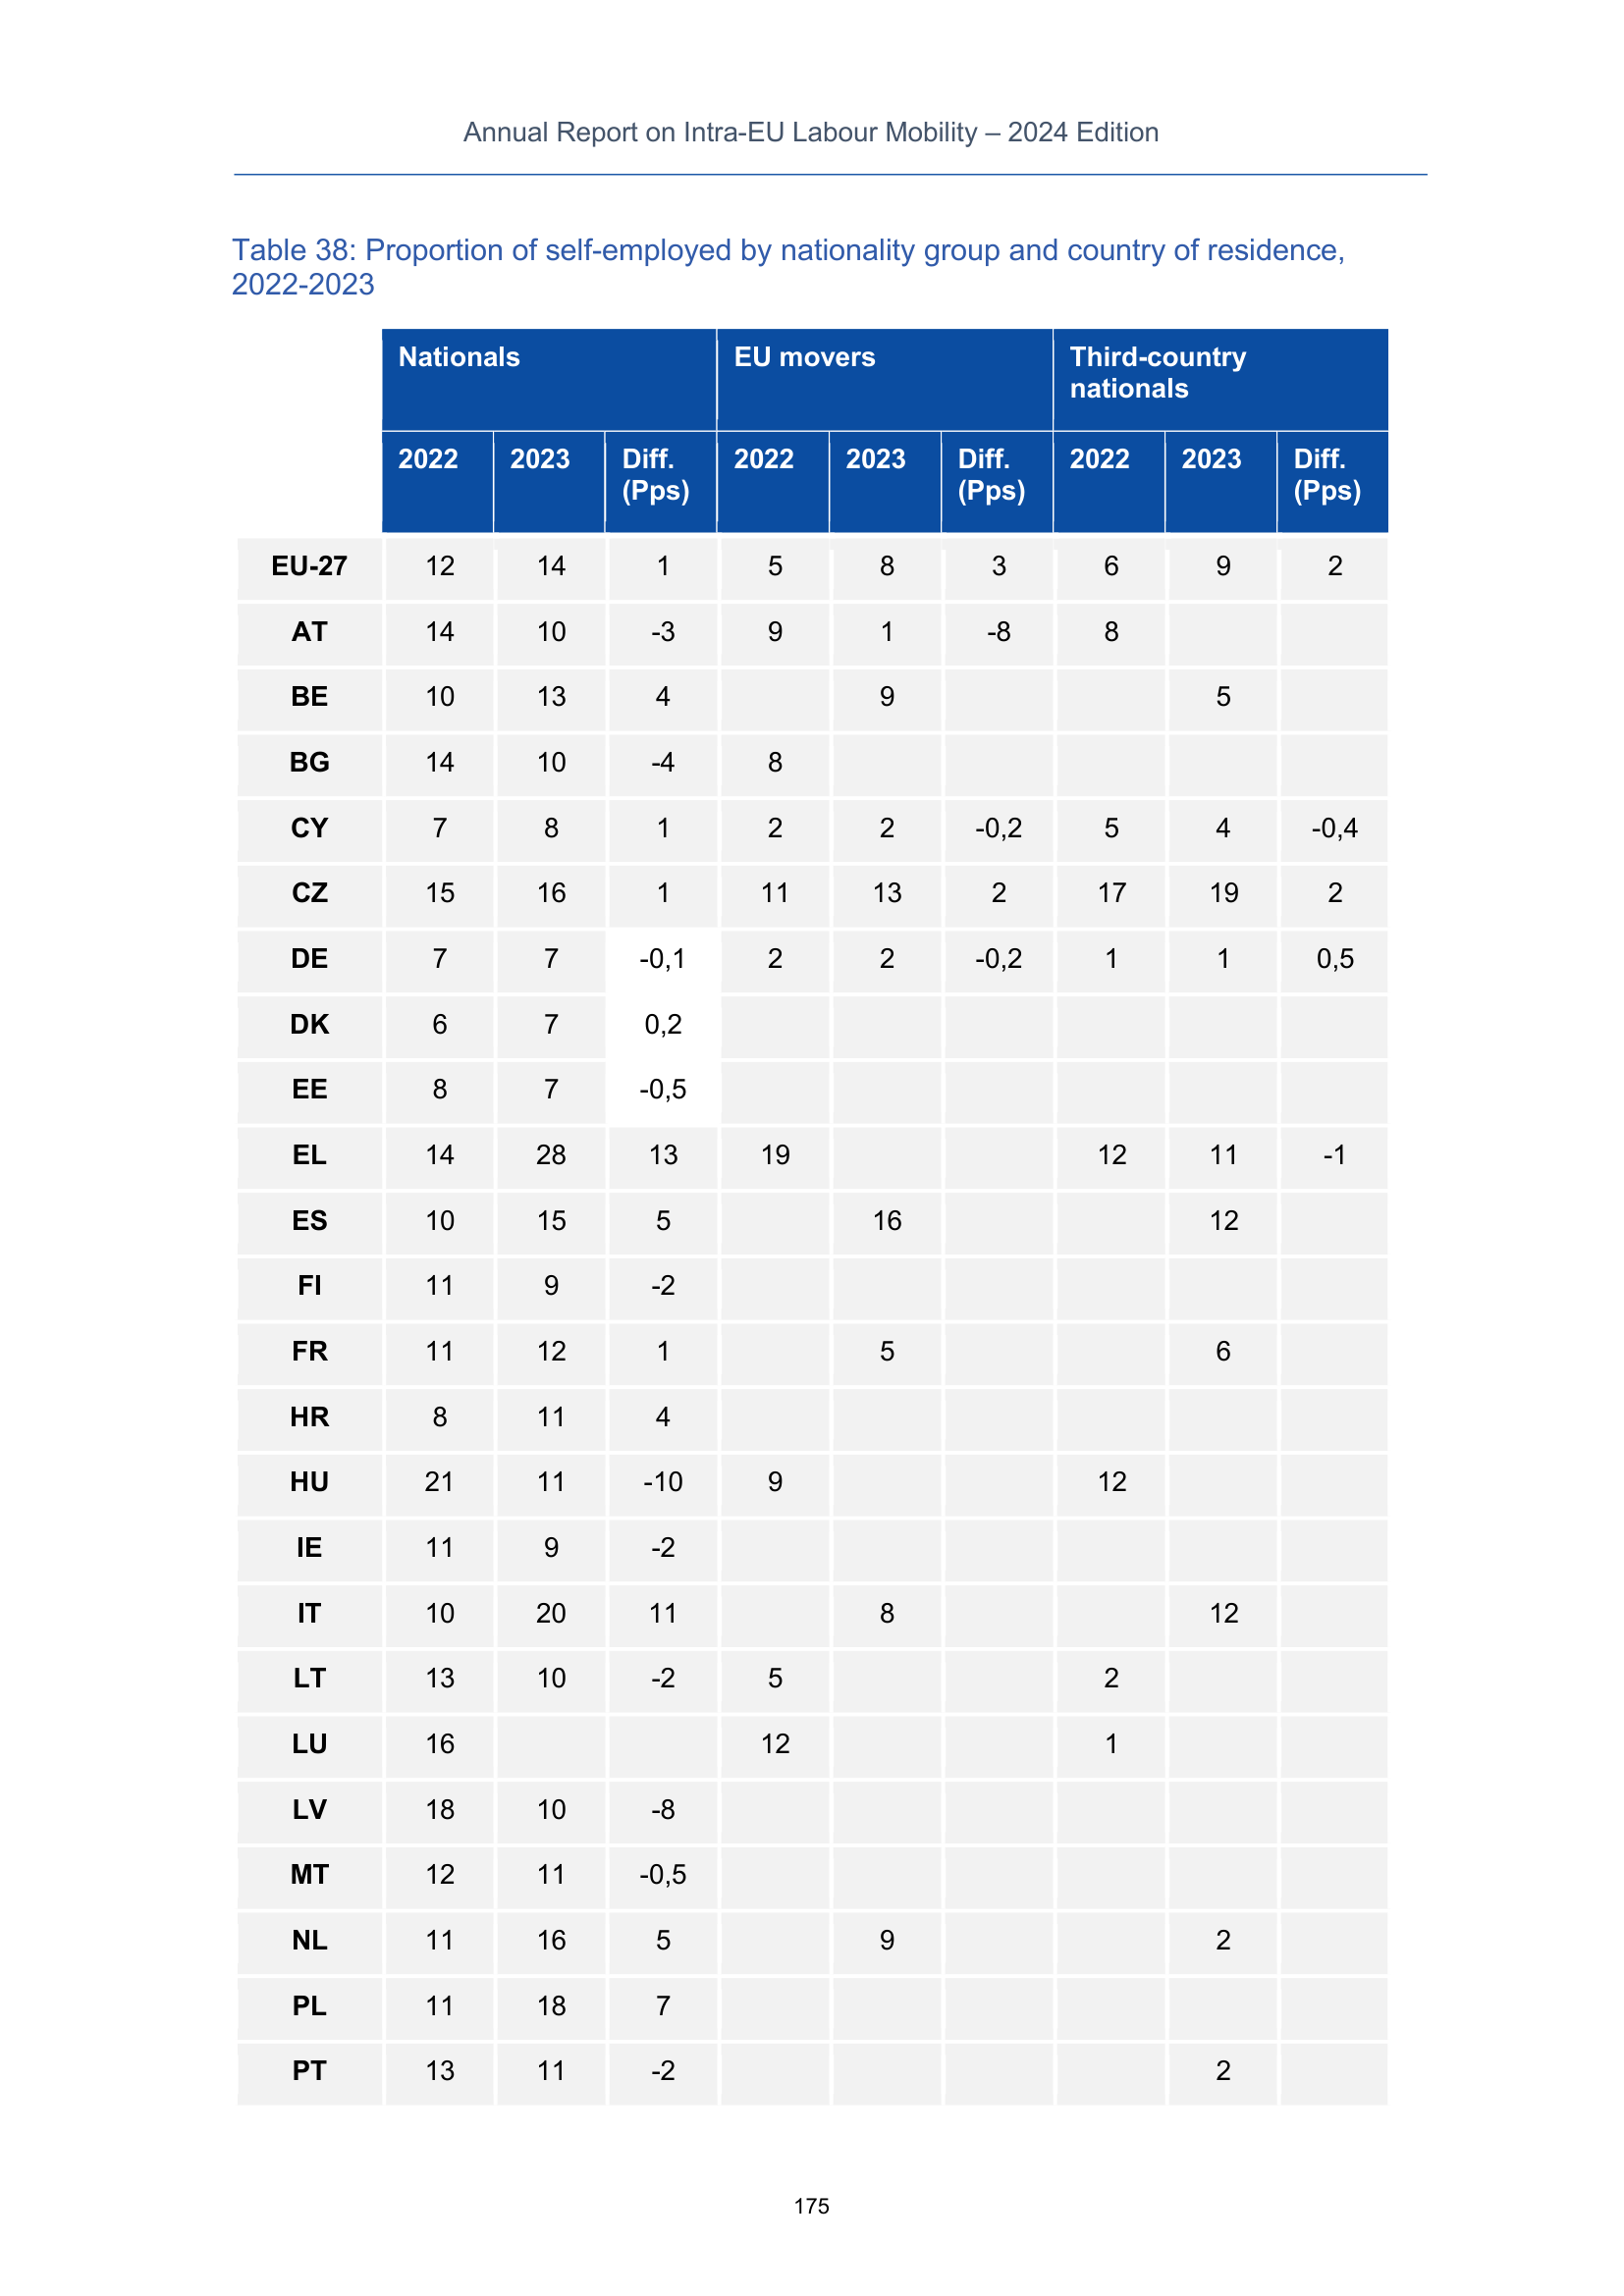 Annual Report on Intra-EU Labour Mobility – 2024 Edition
Table 38: Proportion of self-employed by nationality group and country of residence,
2022-2023
Nationals EU movers Third-country
nationals
2022 2023 Diff. 2022 2023 Diff. 2022 2023 Diff.
(Pps) (Pps) (Pps)
EU-27 12 14 1 5 8 3 6 9 2
AT 14 10 -3 9 1 -8 8
BE 10 13 4 9 5
BG 14 10 -4 8
CY 7 8 1 2 2 -0,2 5 4 -0,4
CZ 15 16 1 11 13 2 17 19 2
DE 7 7 -0,1 2 2 -0,2 1 1 0,5
DK 6 7 0,2
EE 8 7 -0,5
EL 14 28 13 19 12 11 -1
ES 10 15 5 16 12
FI 11 9 -2
FR 11 12 1 5 6
HR 8 11 4
HU 21 11 -10 9 12
IE 11 9 -2
IT 10 20 11 8 12
LT 13 10 -2 5 2
LU 16 12 1
LV 18 10 -8
MT 12 11 -0,5
NL 11 16 5 9 2
PL 11 18 7
PT 13 11 -2 2
175